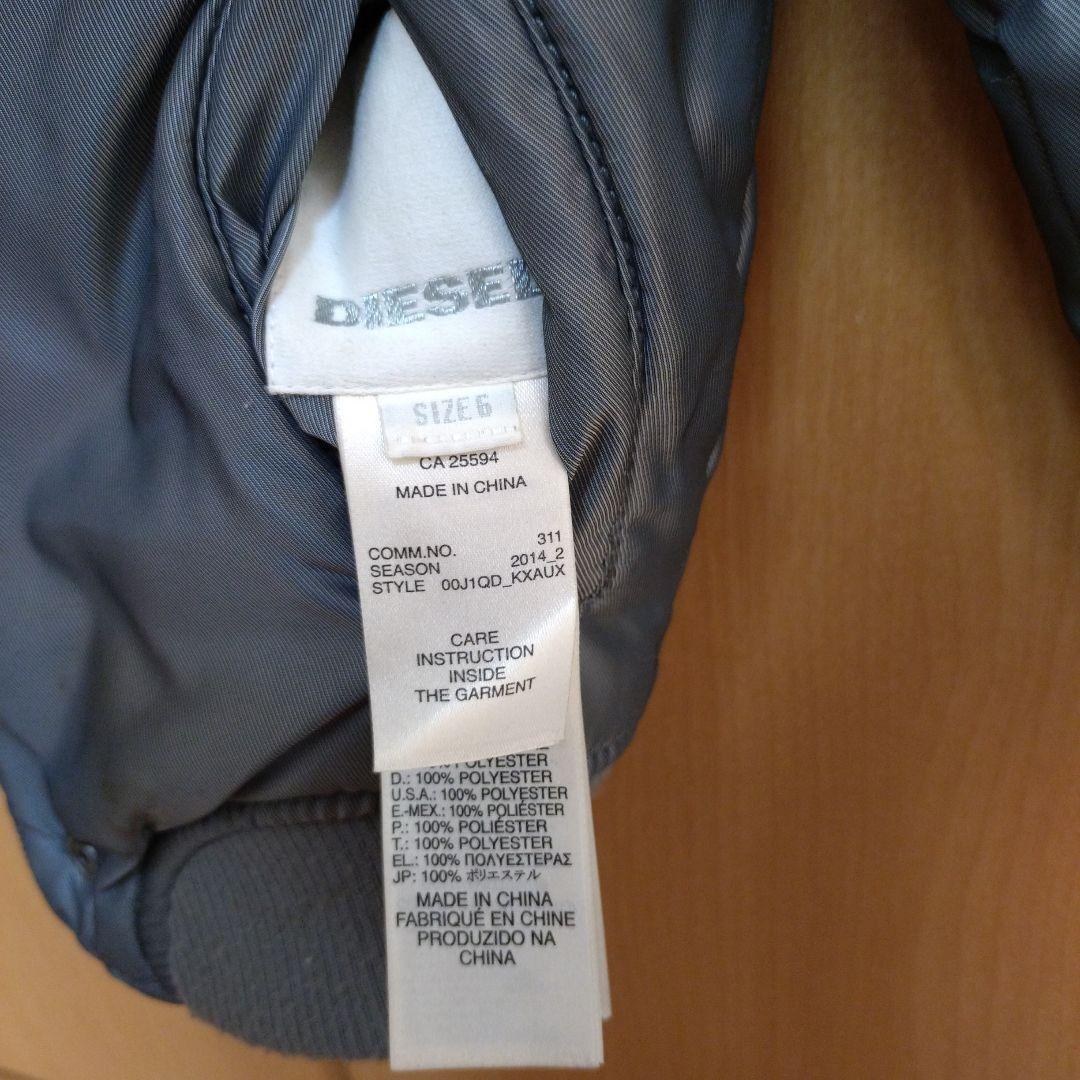 DIESEL
SIZE 6
CA 25594
MADE IN CHINA
COMM.NO. 311
SEASON 2014_2
STYLE 00J1QD_KXAUX
CARE
INSTRUCTION
INSIDE
THE GARMENT
100% POLYESTER
D.: 100% POLYESTER
U.S.A.: 100% POLYESTER
E.-MEX.: 100% POLIÉSTER
P.: 100% POLIÉSTER
T.: 100% POLYESTER
EL.: 100% ΠΟΛΥΕΣΤΕΡΑΣ
JP: 100% ポリエステル
MADE IN CHINA
FABRIQUÉ EN CHINE
PRODUZIDO NA
CHINA